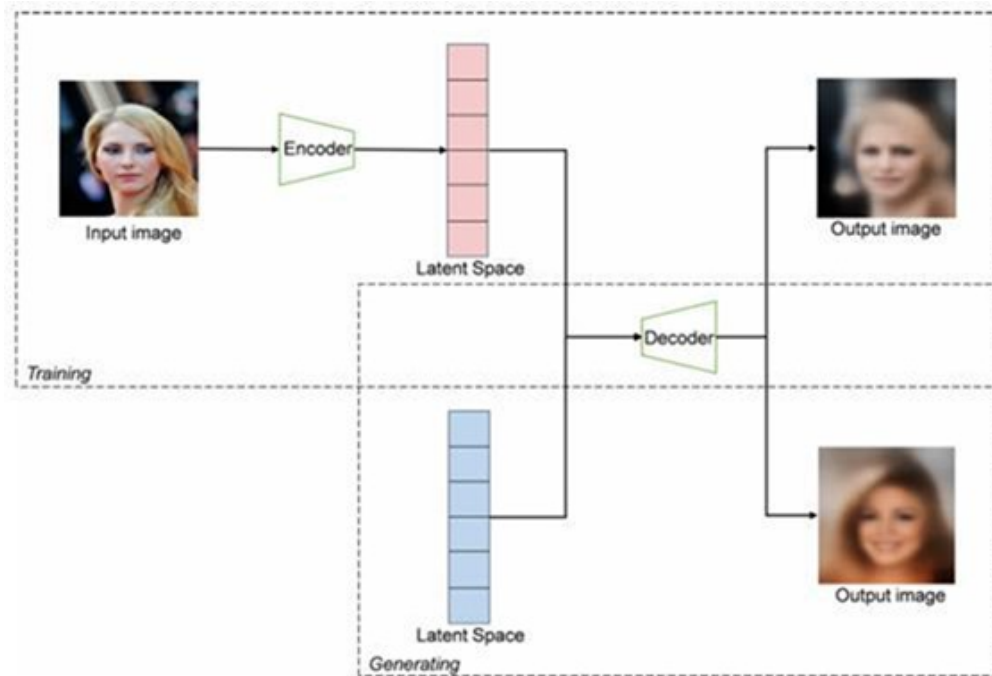 Input image
Encoder
Latent Space
Output image
Decoder
Training
Latent Space
Output image
Generating